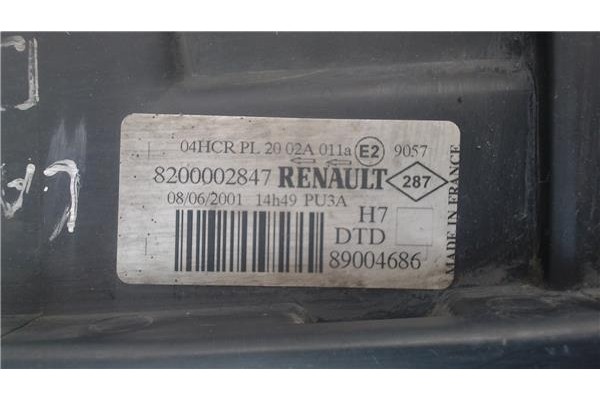 04HCR PL 20 02A 011a E2 9057
8200002847 RENAULT 287
08/06/2001 14h49 PU3A
H7
DTD
89004686
MADE IN FRANCE